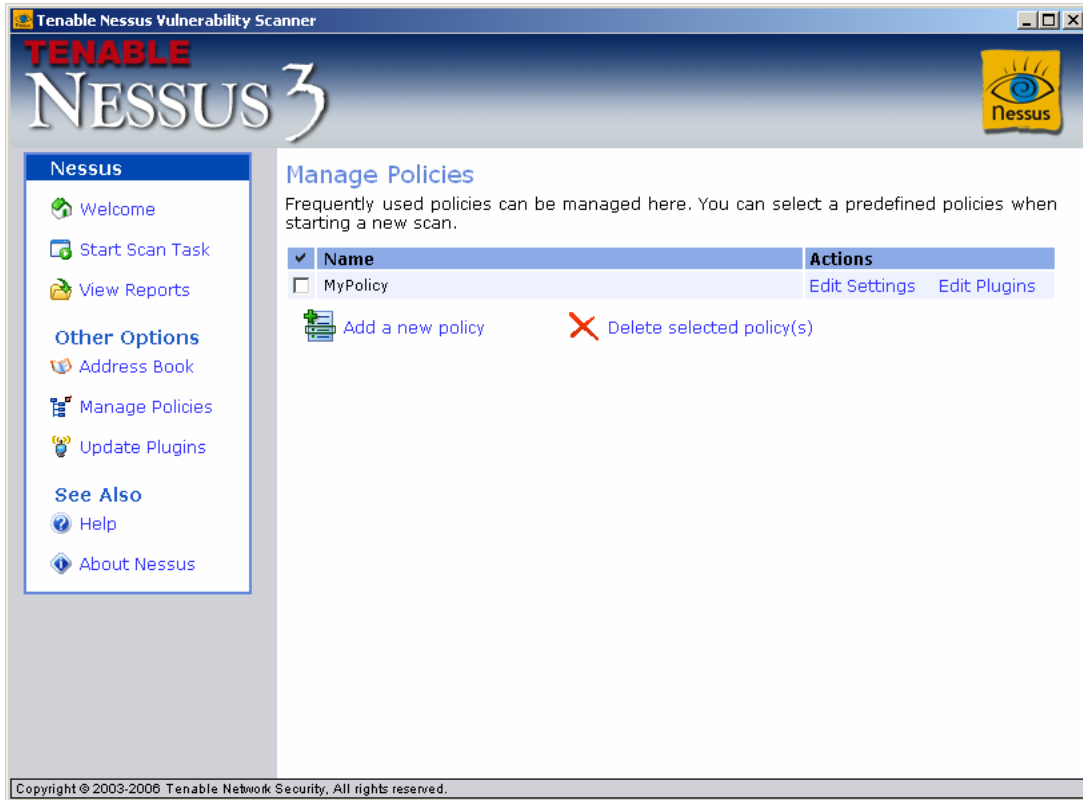 Tenable Nessus Vulnerability Scanner
TENABLE
NESSUS 3
Nessus
Nessus
Welcome
Start Scan Task
View Reports
Other Options
Address Book
Manage Policies
Update Plugins
See Also
Help
About Nessus
Manage Policies
Frequently used policies can be managed here. You can select a predefined policies when
starting a new scan.
Name Actions
MyPolicy Edit Settings Edit Plugins
Add a new policy Delete selected policy(s)
Copyright © 2003-2006 Tenable Network Security, All rights reserved.